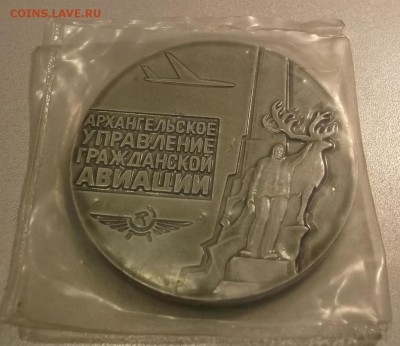 COINS.LAVE.RU
АРХАНГЕЛЬСКОЕ
УПРАВЛЕНИЕ
ГРАЖДАНСКОЙ
АВИАЦИИ